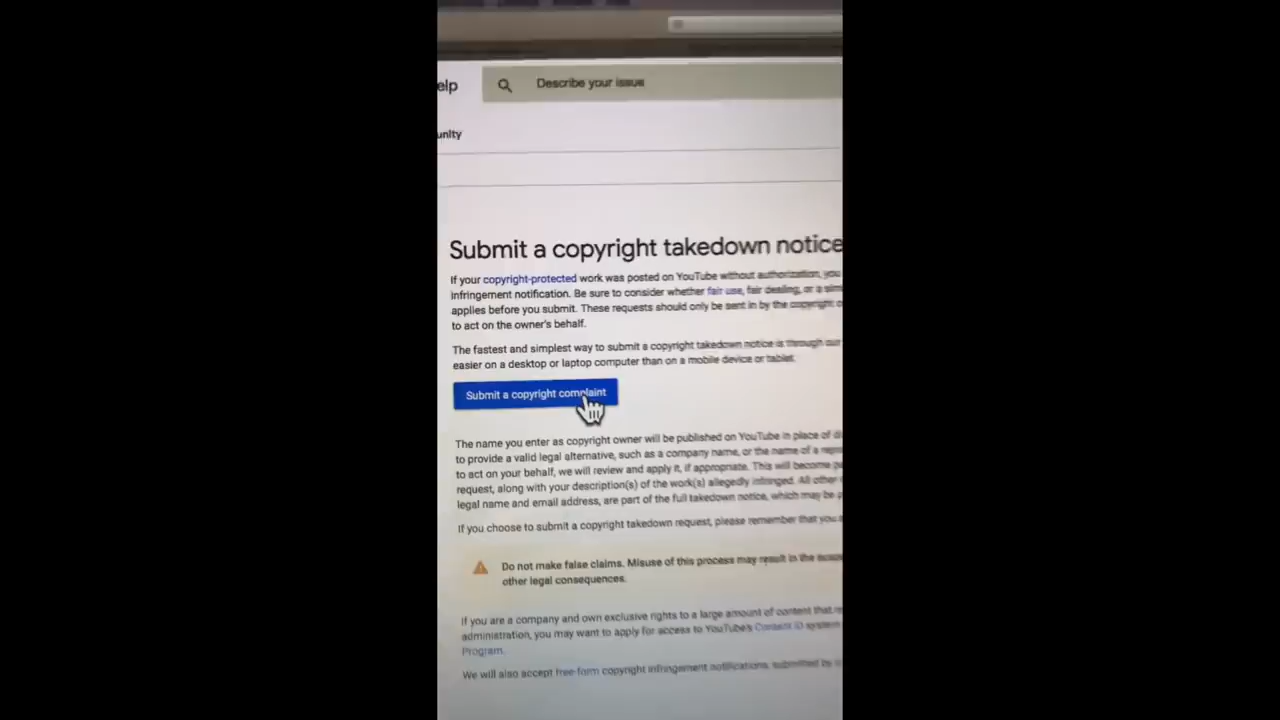 elp
Describe your issue
unity
Submit a copyright takedown notice
If your copyright-protected work was posted on YouTube without authorization, you
infringement notification. Be sure to consider whether fair use, fair dealing, or a sim
applies before you submit. These requests should only be sent in by the copyright o
to act on the owner's behalf.
The fastest and simplest way to submit a copyright takedown notice is through our
easier on a desktop or laptop computer than on a mobile device or tablet.
Submit a copyright complaint
The name you enter as copyright owner will be published on YouTube in place of di
to provide a valid legal alternative, such as a company name, or the name of a
to act on your behalf, we will review and apply it, if appropriate. This will become
request, along with your description(s) of the work(s) allegedly infringed. All other
legal name and email address, are part of the full takedown notice, which may be
If you choose to submit a copyright takedown request, please remember that you
Do not make false claims. Misuse of this process may result in the
other legal consequences.
If you are a company and own exclusive rights to a large amount of content that
administration, you may want to apply for access to YouTube's Content ID system
Program.
We will also accept free-form copyright infringement notifications, submitted by